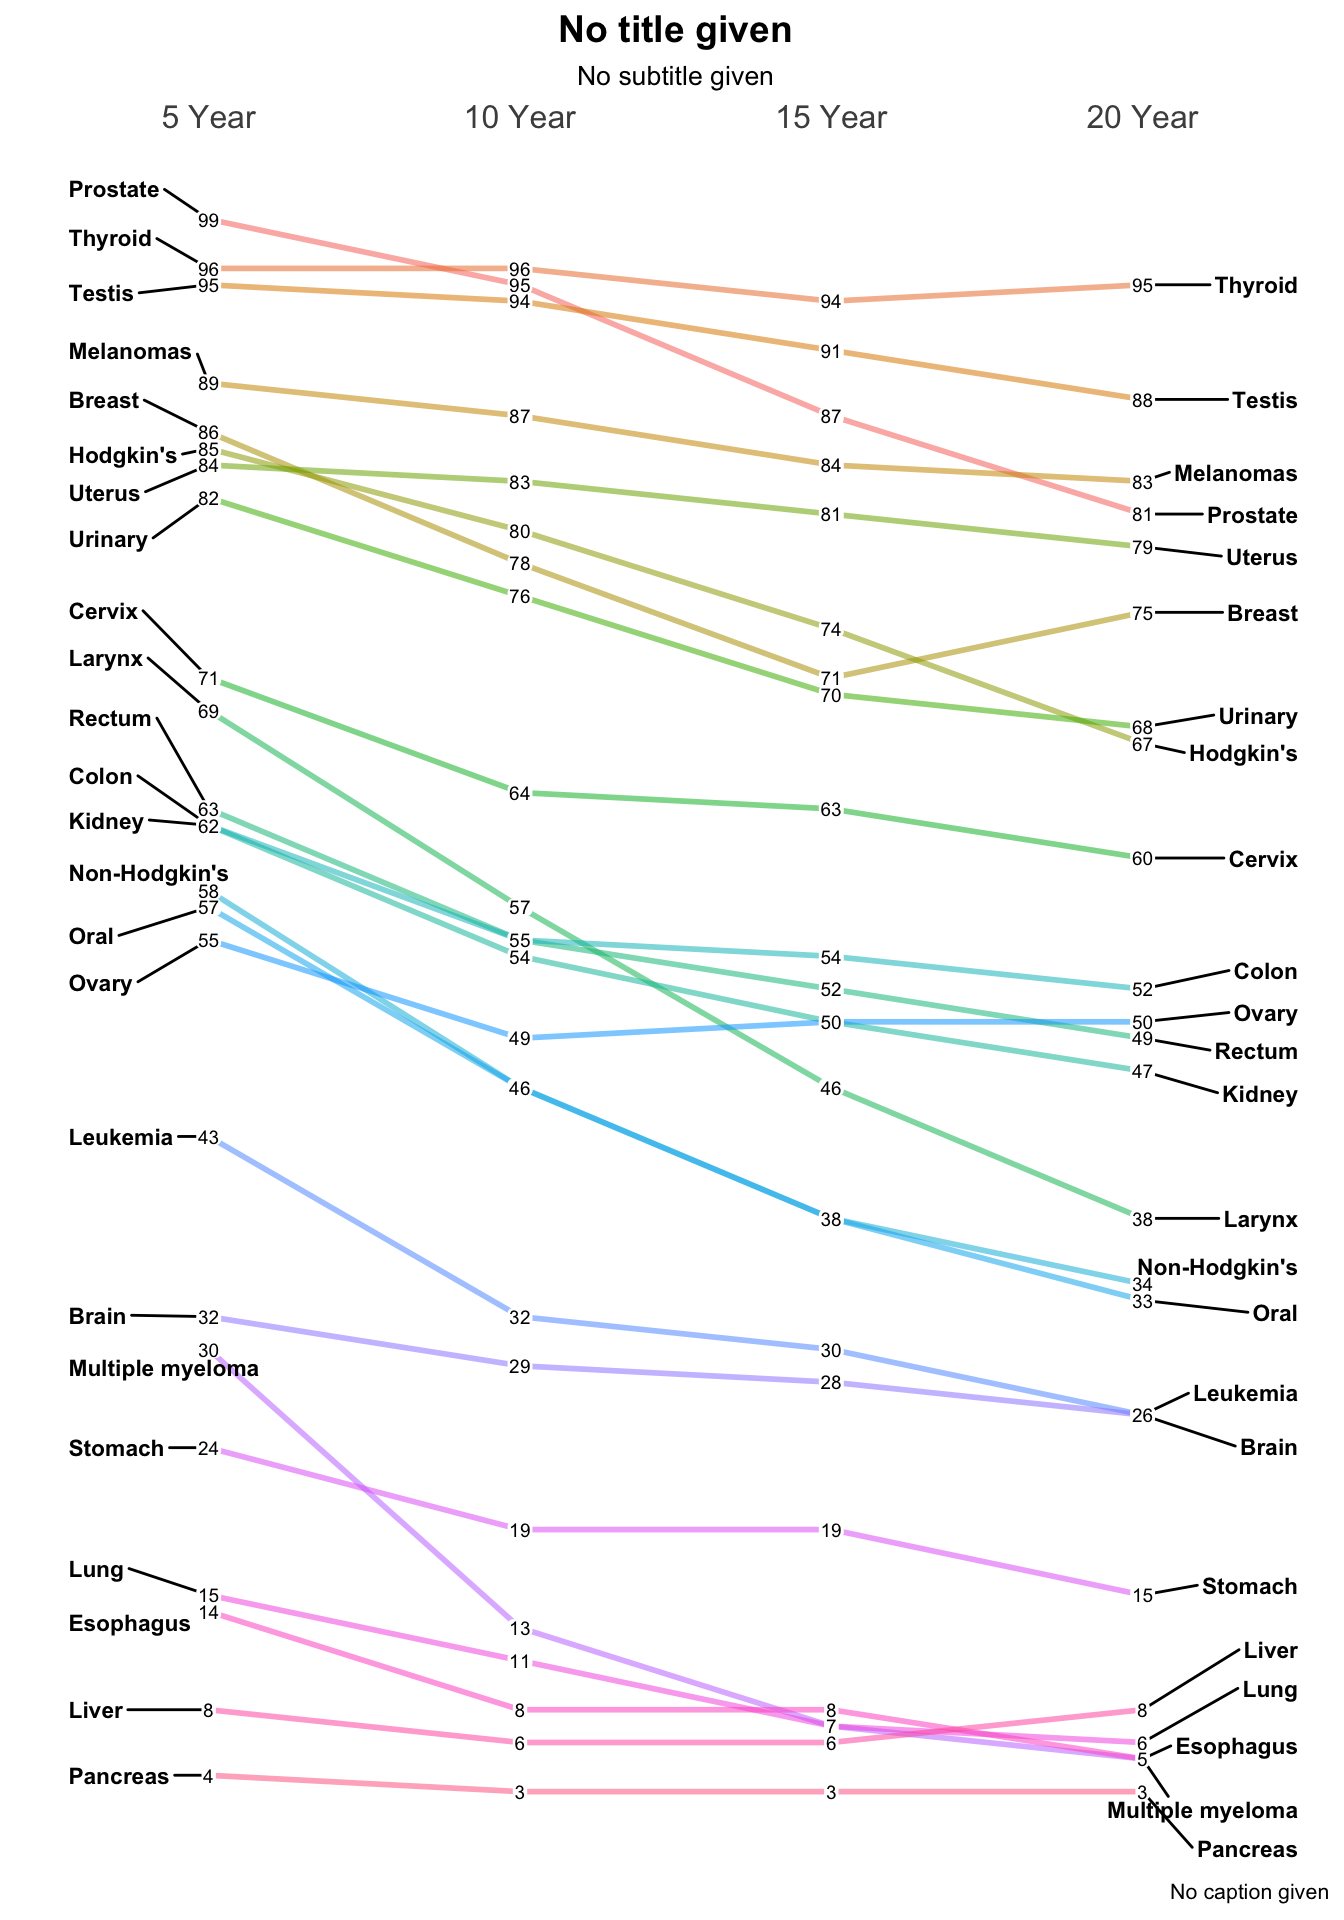 No title given
No subtitle given
5 Year 10 Year 15 Year 20 Year
Prostate
99
Thyroid
96 96
95 95 Thyroid
Testis 95 94 94
Melanomas 91
89 88 Testis
Breast 87 87
86
Hodgkin's 85
Uterus 84 83 84 83 Melanomas
82 81 81 Prostate
Urinary 80 79 Uterus
78
76
Cervix 74 75 Breast
Larynx
71 71
69 70
Rectum 68 Urinary
67 Hodgkin's
Colon
63 64 63
Kidney 62
Non-Hodgkin's 60 Cervix
58
57 57
Oral
55 55
Ovary 54 54 Colon
52 52
50 50 Ovary
49 49 Rectum
47 Kidney
46 46
Leukemia 43
38 38 Larynx
Non-Hodgkin's
34
33 Oral
Brain 32 32
30 30
Multiple myeloma 29
28 Leukemia
26
Stomach 24 Brain
19 19
Lung
15 15 Stomach
14
Esophagus 13
11 Liver
Lung
Liver 8 8 8 8
7
6 6 6 Esophagus
5
Pancreas 4 3 3 3
Multiple myeloma
Pancreas
No caption given